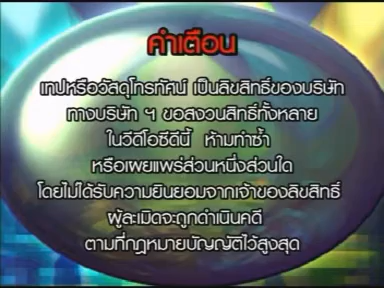 คำเตือน
เทปหรือวัสดุโทรทัศน์ เป็นลิขสิทธิ์ของบริษัท
ทางบริษัท ฯ ขอสงวนสิทธิ์ทั้งหลาย
ในวีดีโอซีดีนี้ ห้ามทำซ้ำ
หรือเผยแพร่ส่วนหนึ่งส่วนใด
โดยไม่ได้รับความยินยอมจากเจ้าของลิขสิทธิ์
ผู้ละเมิดจะถูกดำเนินคดี
ตามที่กฎหมายบัญญัติไว้สูงสุด